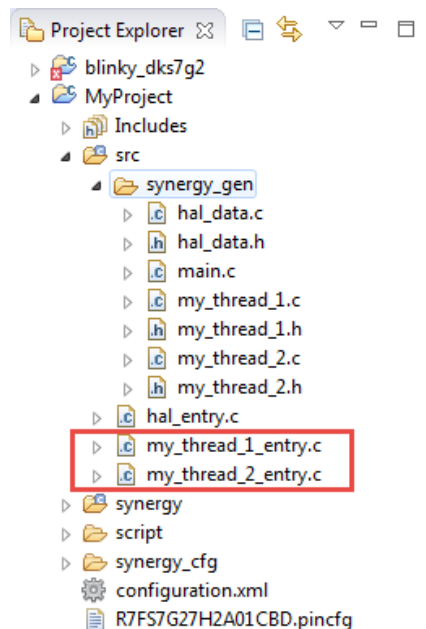 Project Explorer
blinky_dks7g2
MyProject
Includes
src
synergy_gen
hal_data.c
hal_data.h
main.c
my_thread_1.c
my_thread_1.h
my_thread_2.c
my_thread_2.h
hal_entry.c
my_thread_1_entry.c
my_thread_2_entry.c
synergy
script
synergy_cfg
configuration.xml
R7FS7G27H2A01CBD.pincfg